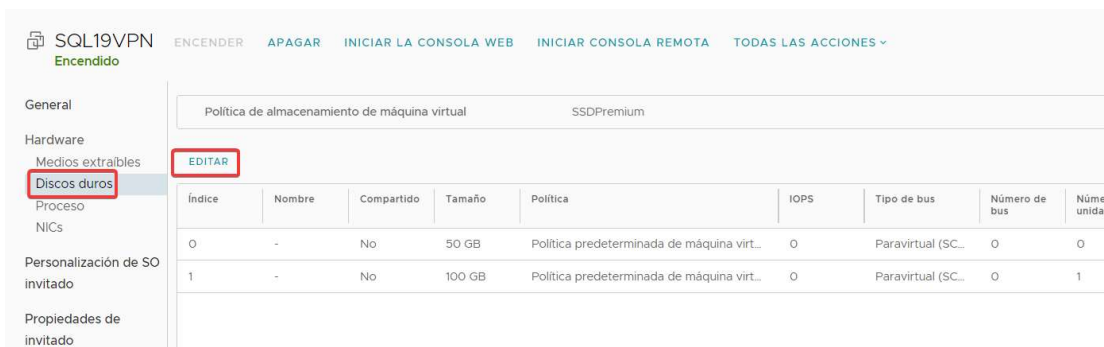 SQL19VPN ENCENDER APAGAR INICIAR LA CONSOLA WEB INICIAR CONSOLA REMOTA TODAS LAS ACCIONES
Encendido
General
Hardware
Medios extraíbles
Discos duros
Proceso
NICs
Personalización de SO
invitado
Propiedades de
invitado
Política de almacenamiento de máquina virtual SSDPremium
EDITAR
Índice Nombre Compartido Tamaño Política IOPS Tipo de bus Número de bus Núme unida
0 - No 50 GB Política predeterminada de máquina virt... 0 Paravirtual (SC... 0 0
1 - No 100 GB Política predeterminada de máquina virt... 0 Paravirtual (SC... 0 1